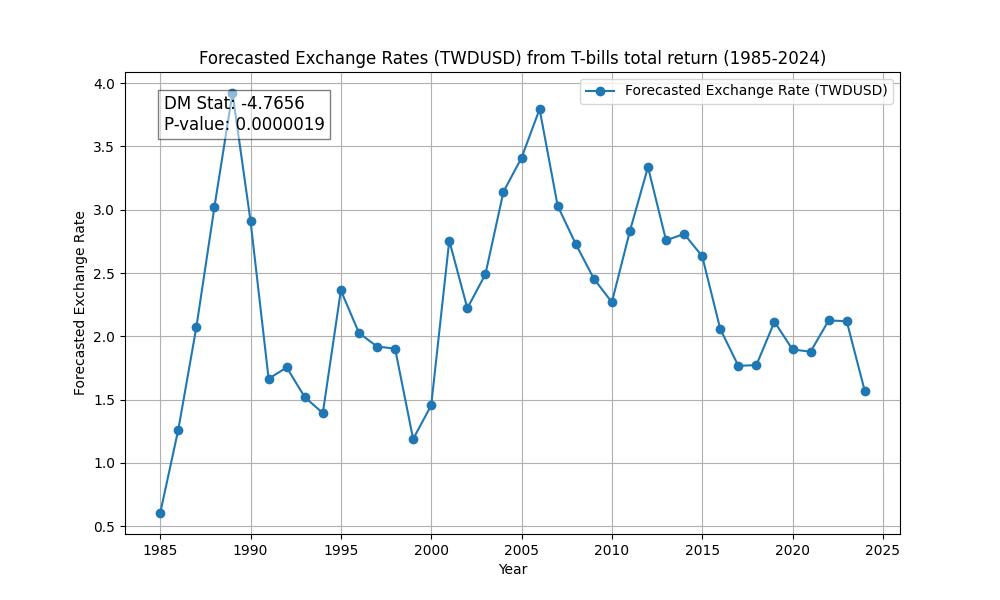 Forecasted Exchange Rates (TWDUSD) from T-bills total return (1985-2024)
DM Stat: -4.7656
P-value: 0.0000019
Forecasted Exchange Rate (TWDUSD)
Forecasted Exchange Rate
4.0
3.5
3.0
2.5
2.0
1.5
1.0
0.5
1985 1990 1995 2000 2005 2010 2015 2020 2025
Year